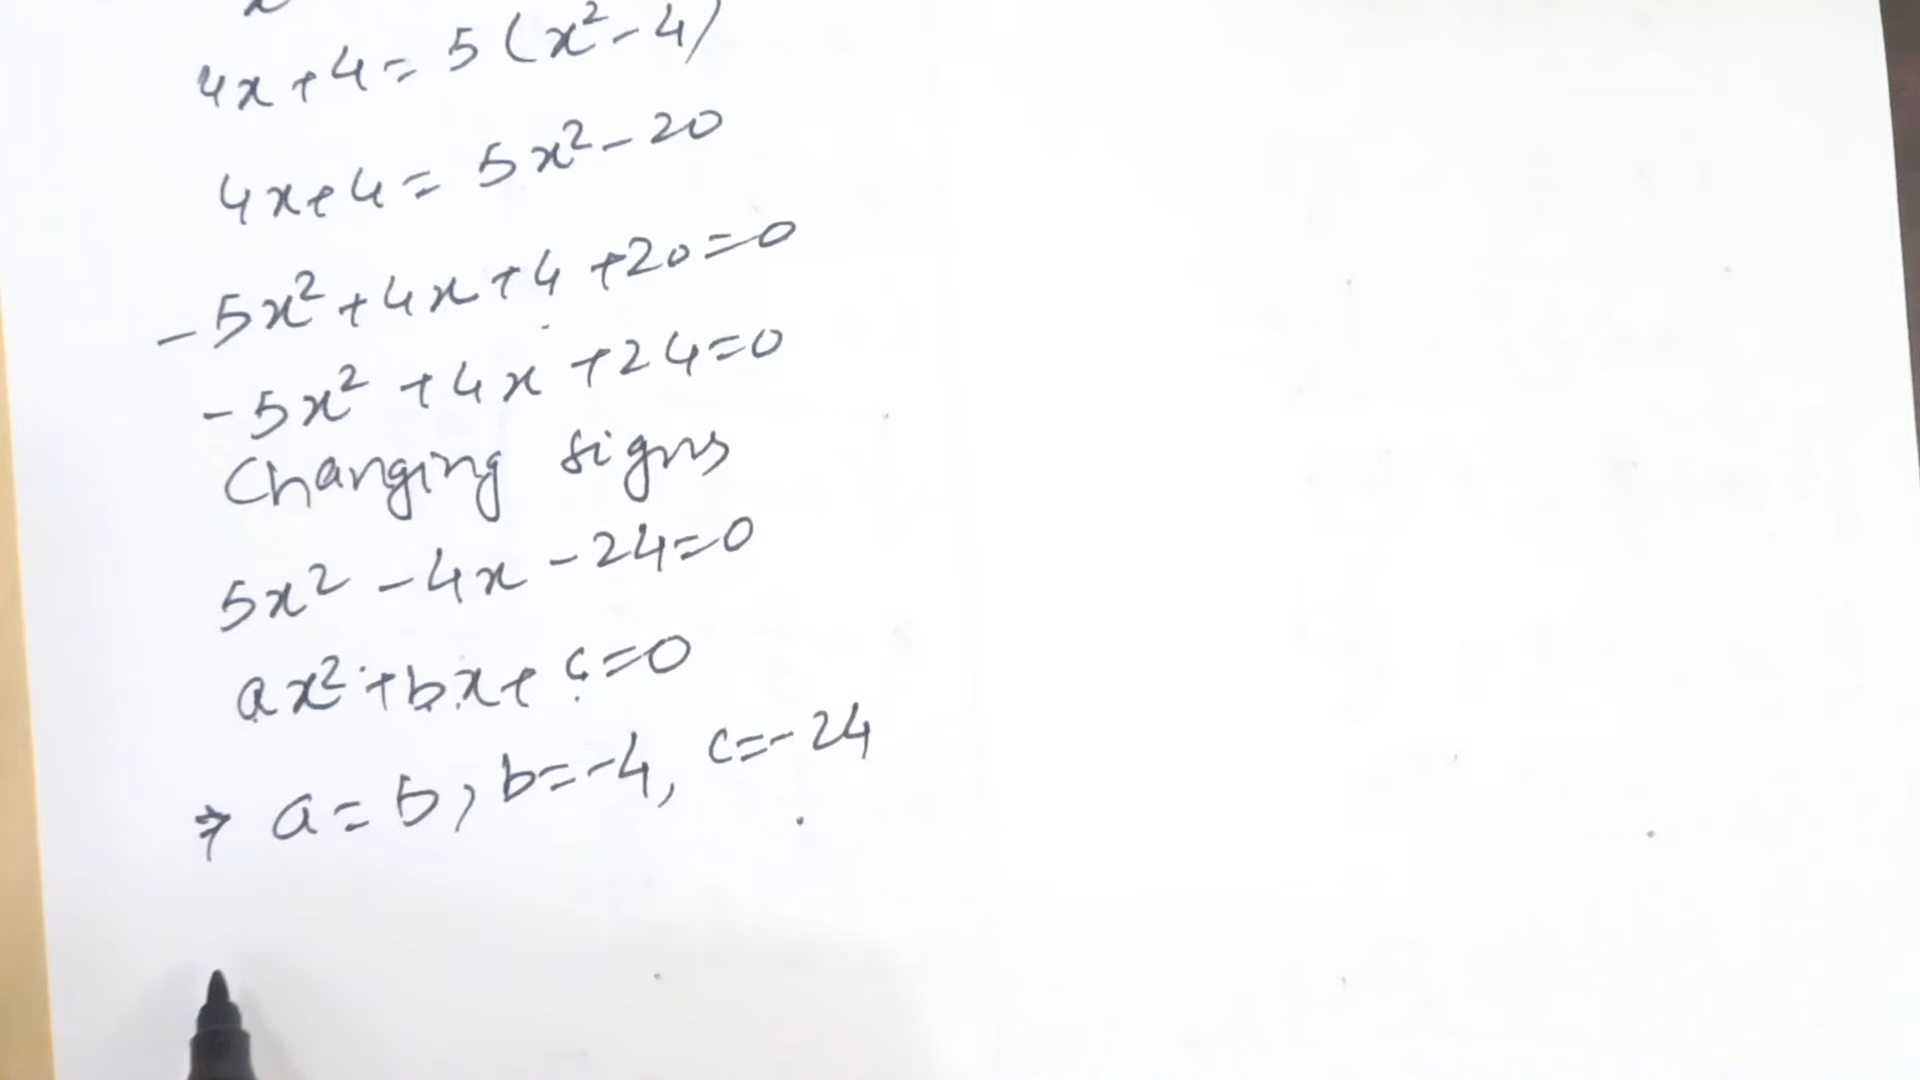 4x+4= 5(x²-4)
4x+4= 5x²-20
-5x²+4x+4+20=0
-5x²+4x+24=0
Changing signs
5x²-4x-24=0
ax²+bx+c=0
⇒ a=5, b=-4, c=-24